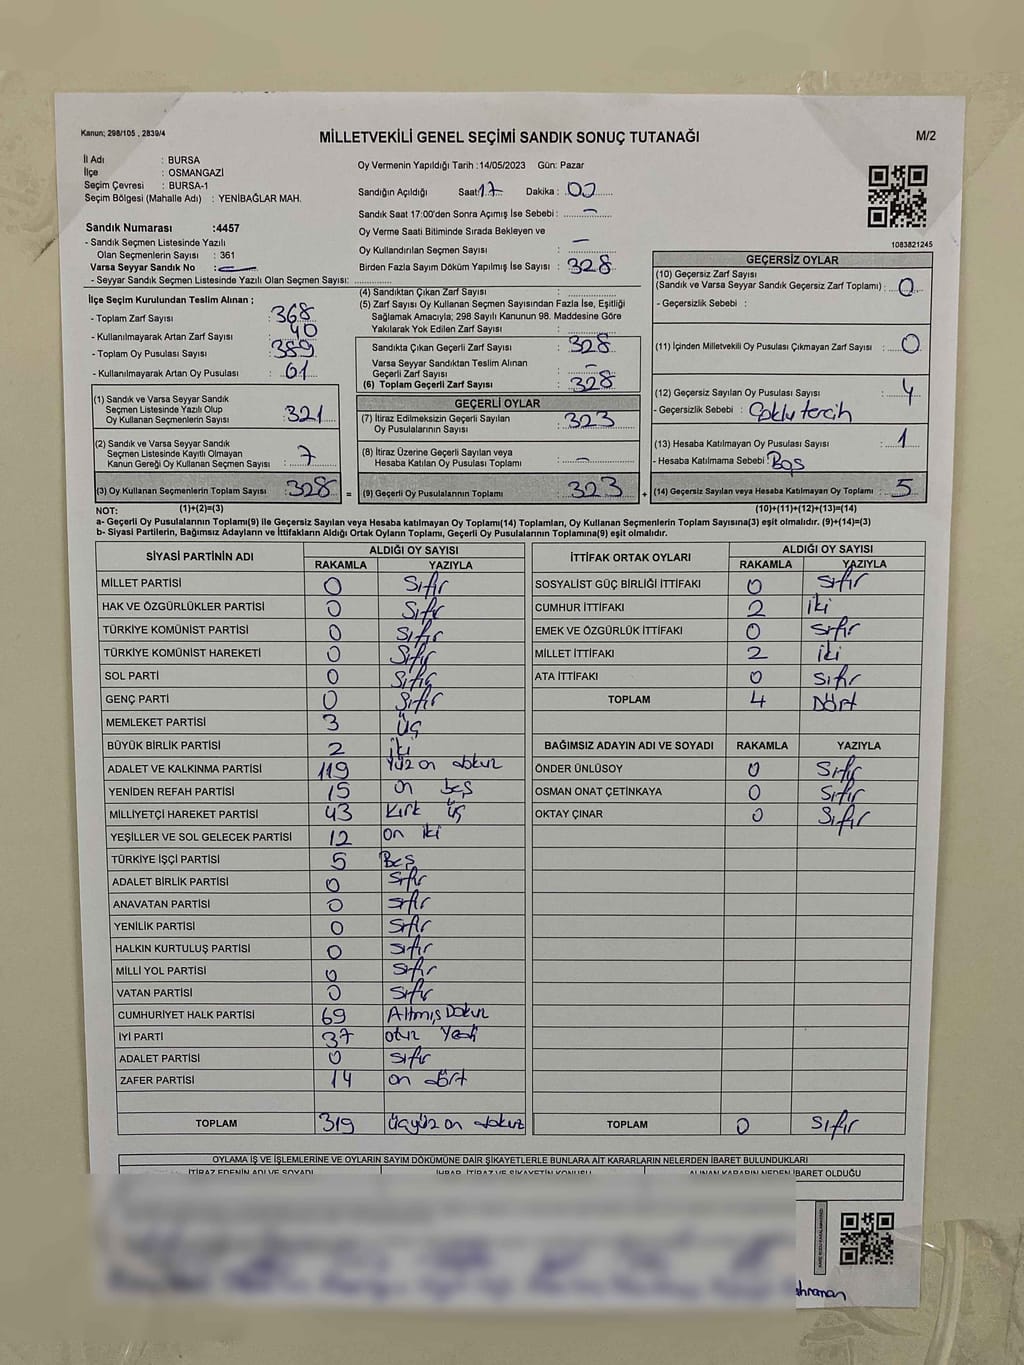 Kanun; 298/105 , 2839/4
MİLLETVEKİLİ GENEL SEÇİMİ SANDIK SONUÇ TUTANAĞI
M/2
İl Adı : BURSA
İlçe : OSMANGAZİ
Seçim Çevresi : BURSA-1
Seçim Bölgesi (Mahalle Adı) : YENİBAĞLAR MAH.
Sandık Numarası :4457
- Sandık Seçmen Listesinde Yazılı
Olan Seçmenlerin Sayısı : 361
Varsa Seyyar Sandık No :
- Seyyar Sandık Seçmen Listesinde Yazılı Olan Seçmen Sayısı:
İlçe Seçim Kurulundan Teslim Alınan ;
- Toplam Zarf Sayısı : 368
- Kullanılmayarak Artan Zarf Sayısı : 40
- Toplam Oy Pusulası Sayısı : 389
- Kullanılmayarak Artan Oy Pusulası : 61
(1) Sandık ve Varsa Seyyar Sandık
Seçmen Listesinde Yazılı Olup
Oy Kullanan Seçmenlerin Sayısı : 321
(2) Sandık ve Varsa Seyyar Sandık
Seçmen Listesinde Kayıtlı Olmayan
Kanun Gereği Oy Kullanan Seçmen Sayısı : 7
(3) Oy Kullanan Seçmenlerin Toplam Sayısı : 328 =
(1)+(2)=(3)
Oy Vermenin Yapıldığı Tarih :14/05/2023 Gün: Pazar
Sandığın Açıldığı Saat: 17 Dakika : 00
Sandık Saat 17:00'den Sonra Açımış İse Sebebi : –
Oy Verme Saati Bitiminde Sırada Bekleyen ve
Oy Kullandırılan Seçmen Sayısı : –
Birden Fazla Sayım Döküm Yapılmış İse Sayısı : 328
(4) Sandıktan Çıkan Zarf Sayısı :
(5) Zarf Sayısı Oy Kullanan Seçmen Sayısından Fazla İse, Eşitliği
Sağlamak Amacıyla; 298 Sayılı Kanunun 98. Maddesine Göre
Yakılarak Yok Edilen Zarf Sayısı :
Sandıkta Çıkan Geçerli Zarf Sayısı : 328
Varsa Seyyar Sandıktan Teslim Alınan
Geçerli Zarf Sayısı : –
(6) Toplam Geçerli Zarf Sayısı : 328
GEÇERLİ OYLAR
(7) İtiraz Edilmeksizin Geçerli Sayılan
Oy Pusulalarının Sayısı : 323
(8) İtiraz Üzerine Geçerli Sayılan veya
Hesaba Katılan Oy Pusulası Toplamı : –
(9) Geçerli Oy Pusulalarının Toplamı : 323 +
1083821245
GEÇERSİZ OYLAR
(10) Geçersiz Zarf Sayısı
(Sandık ve Varsa Seyyar Sandık Geçersiz Zarf Toplamı) : 0
- Geçersizlik Sebebi :
(11) İçinden Milletvekili Oy Pusulası Çıkmayan Zarf Sayısı : 0
(12) Geçersiz Sayılan Oy Pusulası Sayısı : 4
- Geçersizlik Sebebi : Çoklu tercih
(13) Hesaba Katılmayan Oy Pusulası Sayısı : 1
- Hesaba Katılmama Sebebi : Boş
(14) Geçersiz Sayılan veya Hesaba Katılmayan Oy Toplamı : 5
(10)+(11)+(12)+(13)=(14)
NOT:
a- Geçerli Oy Pusulalarının Toplamı(9) ile Geçersiz Sayılan veya Hesaba katılmayan Oy Toplamı(14) Toplamları, Oy Kullanan Seçmenlerin Toplam Sayısına(3) eşit olmalıdır. (9)+(14)=(3)
b- Siyasi Partilerin, Bağımsız Adayların ve İttifakların Aldığı Ortak Oyların Toplamı, Geçerli Oy Pusulalarının Toplamına(9) eşit olmalıdır.
SİYASİ PARTİNİN ADI ALDIĞI OY SAYISI
RAKAMLA YAZIYLA
MİLLET PARTİSİ 0 Sıfır
HAK VE ÖZGÜRLÜKLER PARTİSİ 0 Sıfır
TÜRKİYE KOMÜNİST PARTİSİ 0 Sıfır
TÜRKİYE KOMÜNİST HAREKETİ 0 Sıfır
SOL PARTİ 0 Sıfır
GENÇ PARTİ 0 Sıfır
MEMLEKET PARTİSİ 3 Üç
BÜYÜK BİRLİK PARTİSİ 2 İki
ADALET VE KALKINMA PARTİSİ 119 Yüz on dokuz
YENİDEN REFAH PARTİSİ 15 on beş
MİLLİYETÇİ HAREKET PARTİSİ 43 Kırk üç
YEŞİLLER VE SOL GELECEK PARTİSİ 12 on iki
TÜRKİYE İŞÇİ PARTİSİ 5 Beş
ADALET BİRLİK PARTİSİ 0 sıfır
ANAVATAN PARTİSİ 0 sıfır
YENİLİK PARTİSİ 0 sıfır
HALKIN KURTULUŞ PARTİSİ 0 sıfır
MİLLİ YOL PARTİSİ 0 sıfır
VATAN PARTİSİ 0 sıfır
CUMHURİYET HALK PARTİSİ 69 Altmış Dokuz
İYİ PARTİ 37 otuz Yedi
ADALET PARTİSİ 0 sıfır
ZAFER PARTİSİ 14 on dört
TOPLAM 319 üçyüz on dokuz
İTTİFAK ORTAK OYLARI ALDIĞI OY SAYISI
RAKAMLA YAZIYLA
SOSYALİST GÜÇ BİRLİĞİ İTTİFAKI 0 Sıfır
CUMHUR İTTİFAKI 2 iki
EMEK VE ÖZGÜRLÜK İTTİFAKI 0 sıfır
MİLLET İTTİFAKI 2 iki
ATA İTTİFAKI 0 sıfır
TOPLAM 4 Dört
BAĞIMSIZ ADAYIN ADI VE SOYADI RAKAMLA YAZIYLA
ÖNDER ÜNLÜSOY 0 Sıfır
OSMAN ONAT ÇETİNKAYA 0 Sıfır
OKTAY ÇINAR 0 Sıfır
TOPLAM 0 sıfır
OYLAMA İŞ VE İŞLEMLERİNE VE OYLARIN SAYIM DÖKÜMÜNE DAİR ŞİKAYETLERLE BUNLARA AİT KARARLARIN NELERDEN İBARET BULUNDUKLARI
İTİRAZ EDENİN ADI VE SOYADI İHBAR, İTİRAZ VE ŞİKAYETİN KONUSU ALINAN KARARIN NEDEN İBARET OLDUĞU